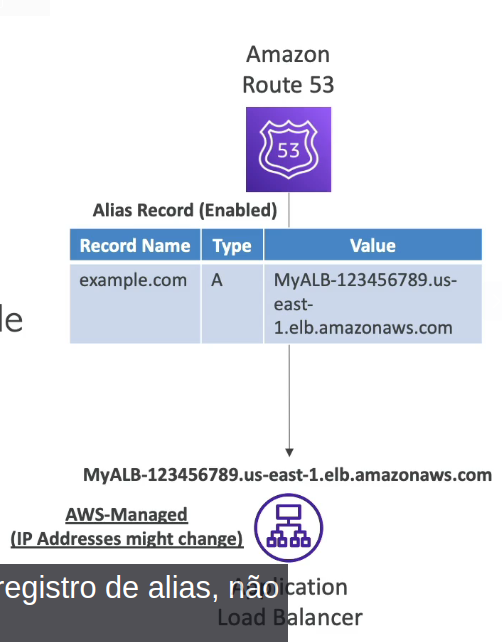 Amazon
Route 53
53
Alias Record (Enabled)
Record Name Type Value
example.com A MyALB-123456789.us-
east-
1.elb.amazonaws.com
le
MyALB-123456789.us-east-1.elb.amazonaws.com
AWS-Managed
(IP Addresses might change)
registro de alias, não
Application
Load Balancer